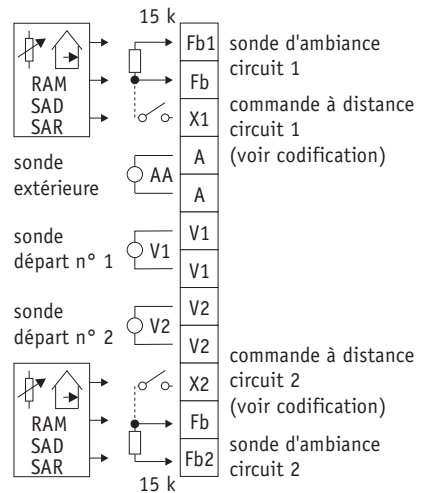 15 k
Fb1 sonde d'ambiance
circuit 1
RAM
SAD
SAR
Fb
X1 commande à distance
circuit 1
(voir codification)
sonde
extérieure
AA
A
A
sonde
départ n° 1
V1
V1
V1
sonde
départ n° 2
V2
V2
V2
commande à distance
X2 circuit 2
(voir codification)
RAM
SAD
SAR
Fb
Fb2 sonde d'ambiance
circuit 2
15 k